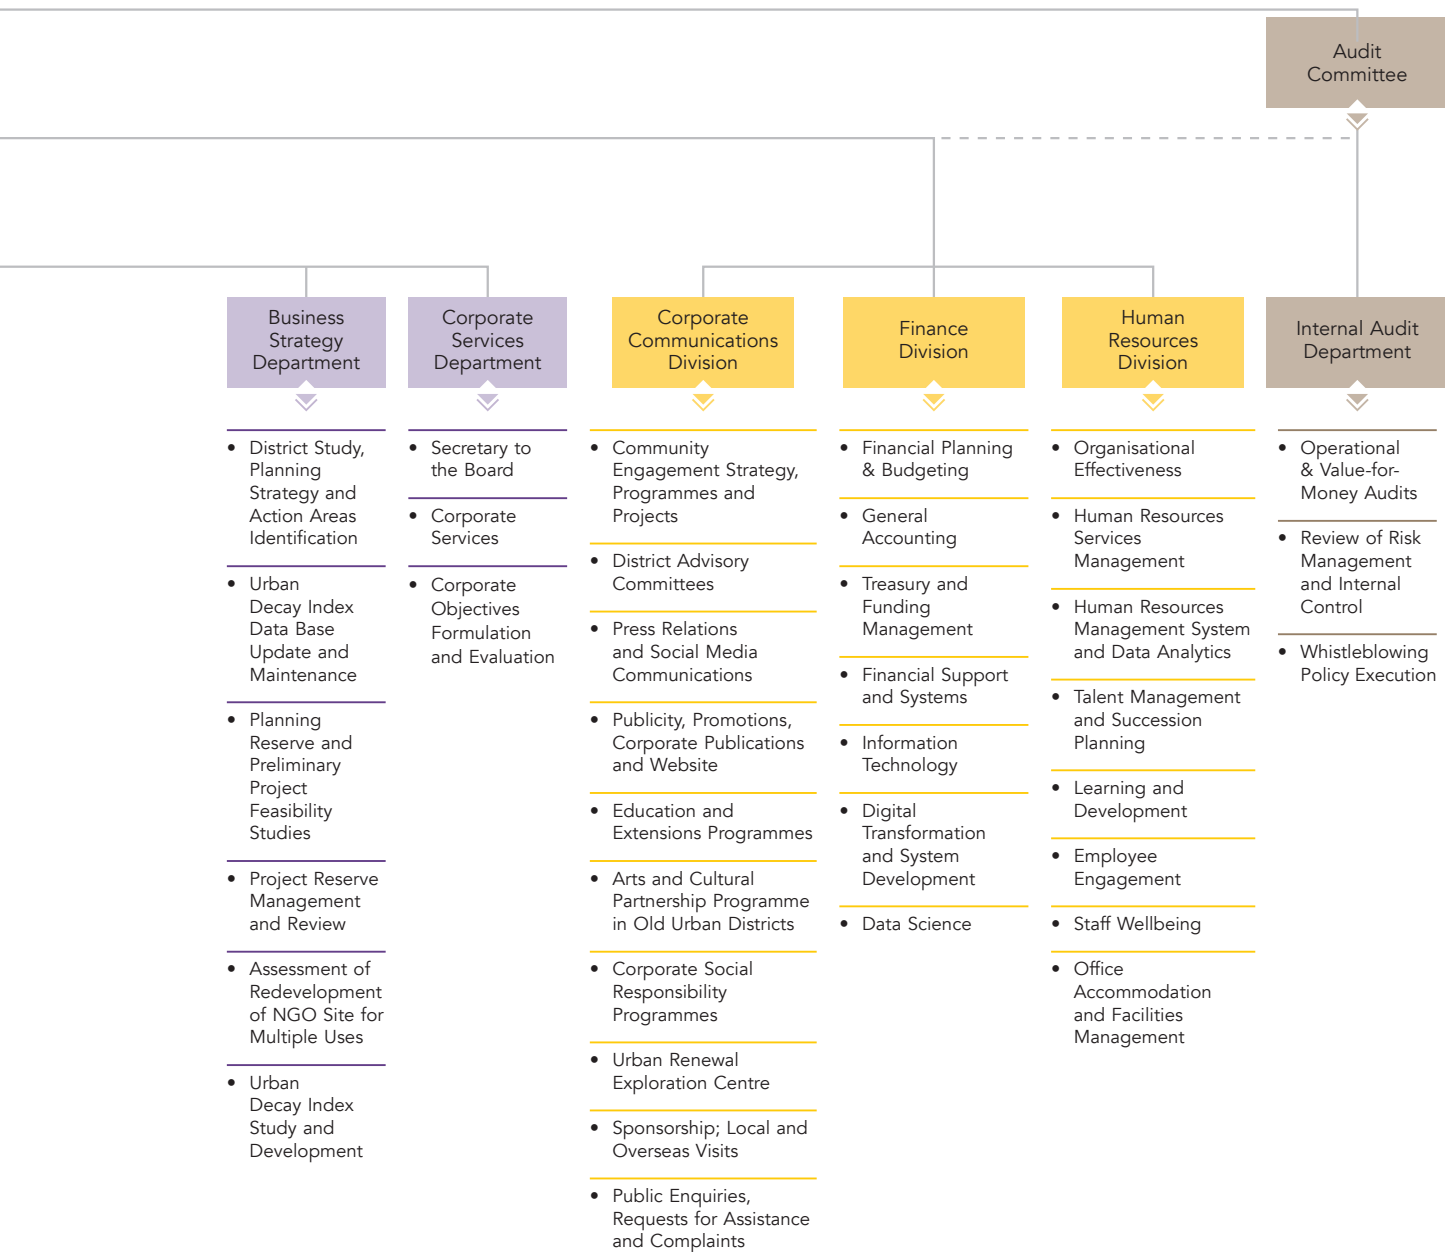 Audit
Committee
Business
Strategy
Department
Corporate
Services
Department
Corporate
Communications
Division
Finance
Division
Human
Resources
Division
Internal Audit
Department
• District Study,
Planning
Strategy and
Action Areas
Identification
• Urban
Decay Index
Data Base
Update and
Maintenance
• Planning
Reserve and
Preliminary
Project
Feasibility
Studies
• Project Reserve
Management
and Review
• Assessment of
Redevelopment
of NGO Site for
Multiple Uses
• Urban
Decay Index
Study and
Development
• Secretary to
the Board
• Corporate
Services
• Corporate
Objectives
Formulation
and Evaluation
• Community
Engagement Strategy,
Programmes and
Projects
• District Advisory
Committees
• Press Relations
and Social Media
Communications
• Publicity, Promotions,
Corporate Publications
and Website
• Education and
Extensions Programmes
• Arts and Cultural
Partnership Programme
in Old Urban Districts
• Corporate Social
Responsibility
Programmes
• Urban Renewal
Exploration Centre
• Sponsorship; Local and
Overseas Visits
• Public Enquiries,
Requests for Assistance
and Complaints
• Financial Planning
& Budgeting
• General
Accounting
• Treasury and
Funding
Management
• Financial Support
and Systems
• Information
Technology
• Digital
Transformation
and System
Development
• Data Science
• Organisational
Effectiveness
• Human Resources
Services
Management
• Human Resources
Management System
and Data Analytics
• Talent Management
and Succession
Planning
• Learning and
Development
• Employee
Engagement
• Staff Wellbeing
• Office
Accommodation
and Facilities
Management
• Operational
& Value-for-
Money Audits
• Review of Risk
Management
and Internal
Control
• Whistleblowing
Policy Execution